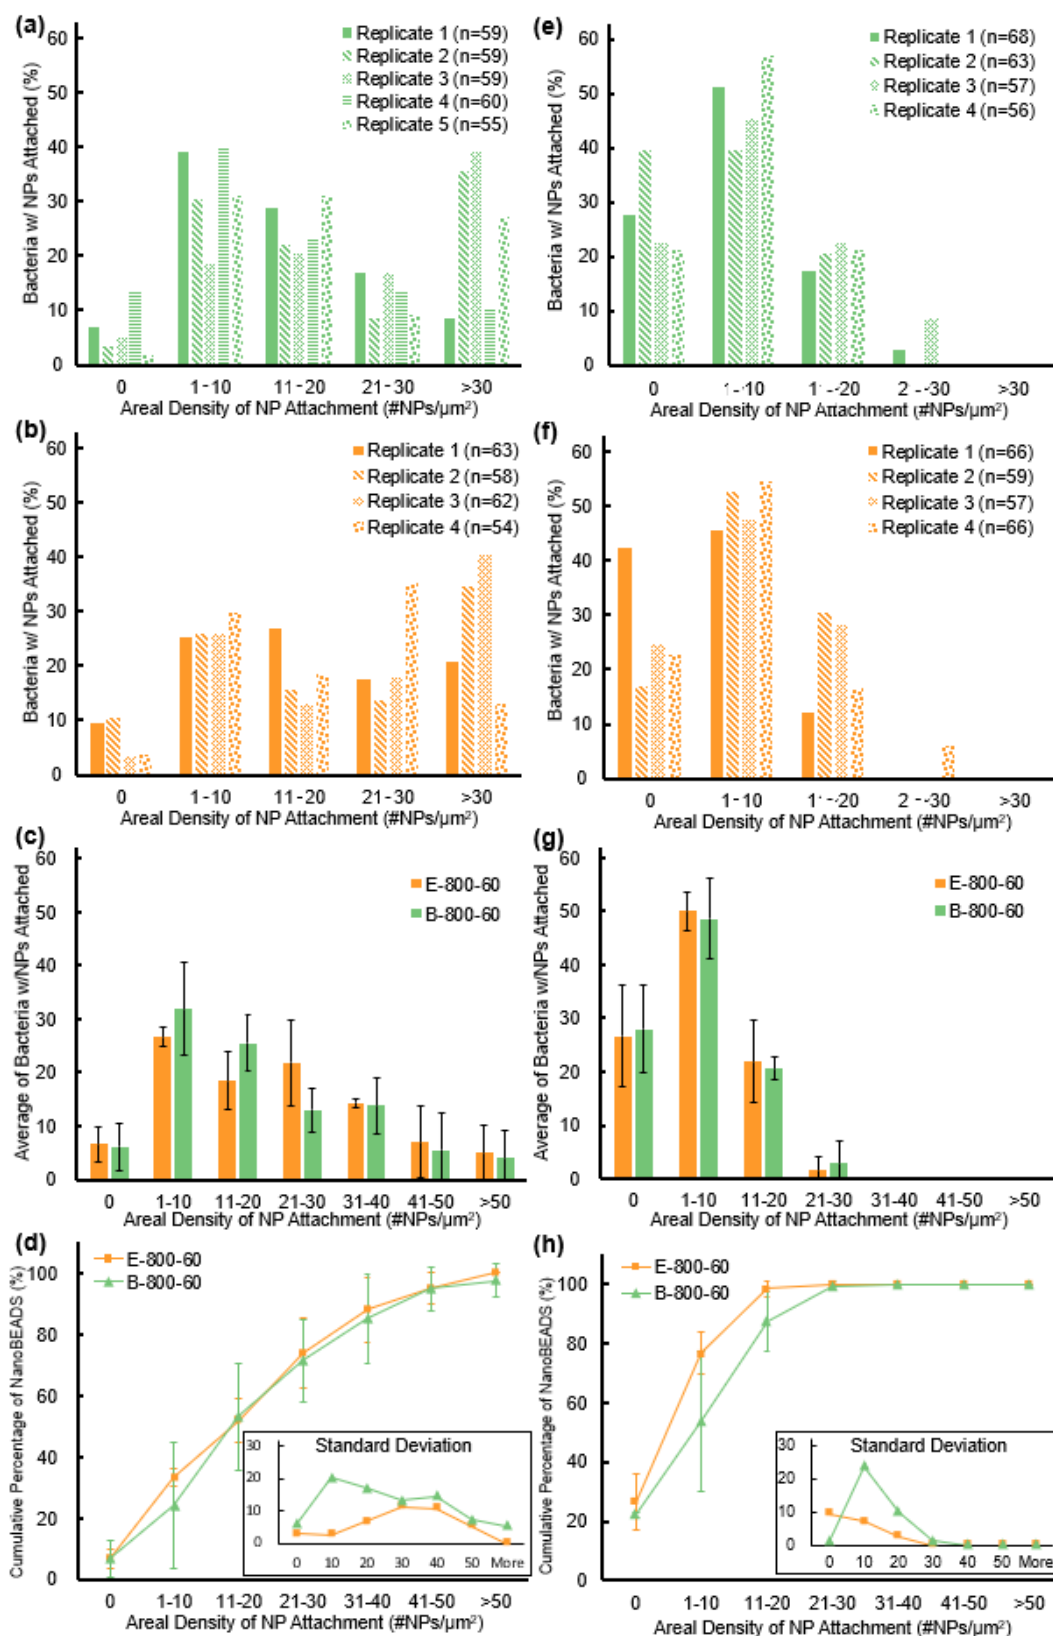 (a)
Replicate 1 (n=59)
Replicate 2 (n=59)
Replicate 3 (n=59)
Replicate 4 (n=60)
Replicate 5 (n=55)
Bacteria w/ NPs Attached (%)
60
50
40
30
20
10
0
0 1-10 11-20 21-30 >30
Areal Density of NP Attachment (#NPs/µm²)
(e)
Replicate 1 (n=68)
Replicate 2 (n=63)
Replicate 3 (n=57)
Replicate 4 (n=56)
Bacteria w/ NPs Attached (%)
60
50
40
30
20
10
0
0 1-10 1 -20 2 -30 >30
Areal Density of NP Attachment (#NPs/µm²)
(b)
Replicate 1 (n=63)
Replicate 2 (n=58)
Replicate 3 (n=62)
Replicate 4 (n=54)
Bacteria w/ NPs Attached (%)
60
50
40
30
20
10
0
0 1-10 11-20 21-30 >30
Areal Density of NP Attachment (#NPs/µm²)
(f)
Replicate 1 (n=66)
Replicate 2 (n=59)
Replicate 3 (n=57)
Replicate 4 (n=66)
Bacteria w/ NPs Attached (%)
60
50
40
30
20
10
0
0 1-10 1 -20 2 -30 >30
Areal Density of NP Attachment (#NPs/µm²)
(c)
E-800-60
B-800-60
Average of Bacteria w/NPs Attached
60
50
40
30
20
10
0
0 1-10 11-20 21-30 31-40 41-50 >50
Areal Density of NP Attachment (#NPs/µm²)
(g)
E-800-60
B-800-60
Average of Bacteria w/NPs Attached
60
50
40
30
20
10
0
0 1-10 11-20 21-30 31-40 41-50 >50
Areal Density of NP Attachment (#NPs/µm²)
(d)
E-800-60
B-800-60
Cumulative Percentage of NanoBEADS (%)
100
80
60
40
20
0
Standard Deviation
30
20
10
0
0 10 20 30 40 50 More
0 1-10 11-20 21-30 31-40 41-50 >50
Areal Density of NP Attachment (#NPs/µm²)
(h)
E-800-60
B-800-60
Cumulative Percentage of NanoBEADS (%)
100
80
60
40
20
0
Standard Deviation
30
20
10
0
0 10 20 30 40 50 More
0 1-10 11-20 21-30 31-40 41-50 >50
Areal Density of NP Attachment (#NPs/µm²)